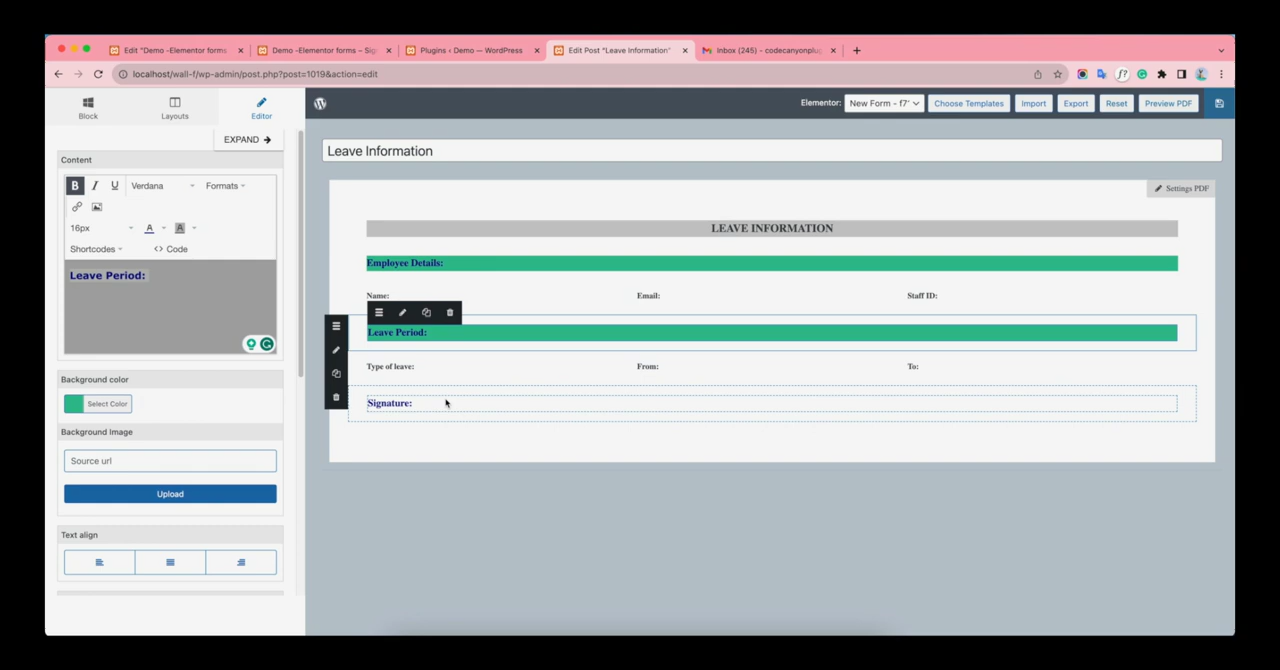 Edit "Demo -Elementor forms
Demo -Elementor forms – Sig
Plugins ‹ Demo — WordPress
Edit Post "Leave Information"
Inbox (245) - codecanyonplug
localhost/wall-f/wp-admin/post.php?post=1019&action=edit
f?
Block
Layouts
Editor
Elementor:
New Form - f7'
Choose Templates
Import
Export
Reset
Preview PDF
EXPAND
Content
B I U Verdana Formats
16px A A
Shortcodes <> Code
Leave Period:
Background color
Select Color
Background Image
Source url
Upload
Text align
Leave Information
Settings PDF
LEAVE INFORMATION
Employee Details:
Name: Email: Staff ID:
Leave Period:
Type of leave: From: To:
Signature: